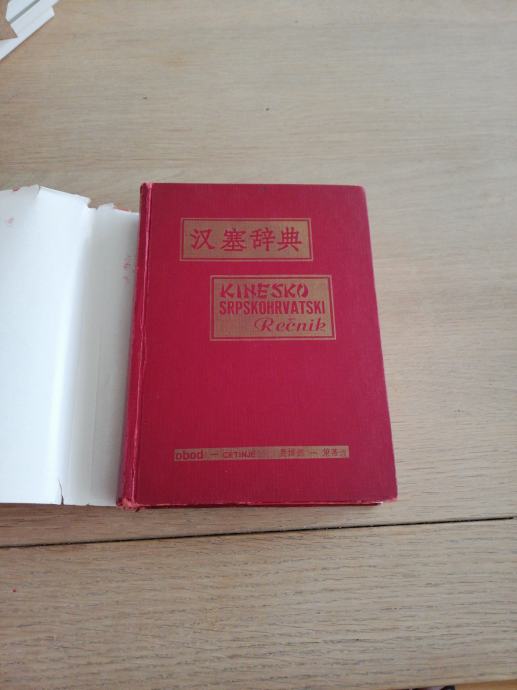 汉塞辞典
KINESKO
SRPSKOHRVATSKI
Rečnik
obod — CETINJE —